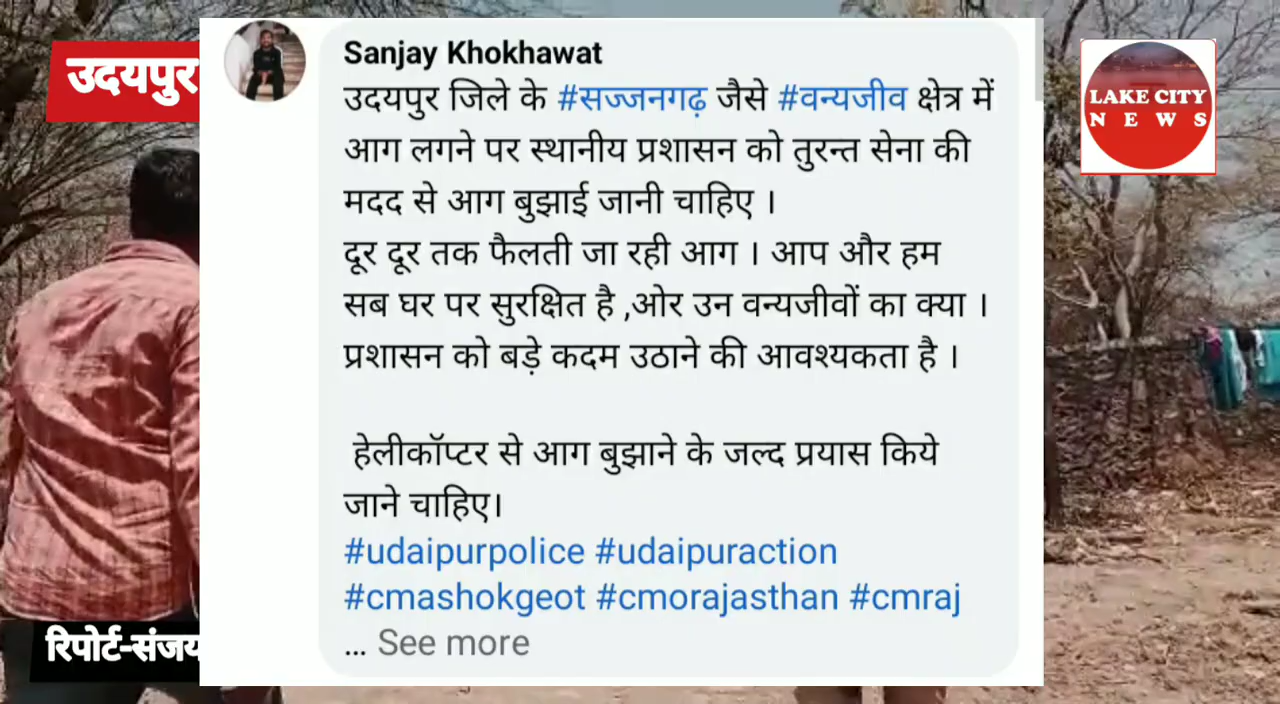 उदयपुर
LAKE CITY
NEWS
Sanjay Khokhawat
उदयपुर जिले के #सज्जनगढ़ जैसे #वन्यजीव क्षेत्र में
आग लगने पर स्थानीय प्रशासन को तुरन्त सेना की
मदद से आग बुझाई जानी चाहिए ।
दूर दूर तक फैलती जा रही आग । आप और हम
सब घर पर सुरक्षित है ,ओर उन वन्यजीवों का क्या ।
प्रशासन को बड़े कदम उठाने की आवश्यकता है ।
हेलीकॉप्टर से आग बुझाने के जल्द प्रयास किये
जाने चाहिए।
#udaipurpolice #udaipuraction
#cmashokgeot #cmorajasthan #cmraj
... See more
रिपोर्ट-संजय